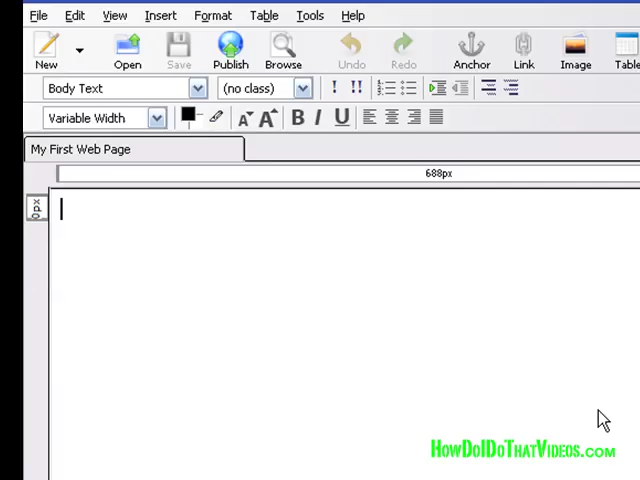 File Edit View Insert Format Table Tools Help
New Open Save Publish Browse Undo Redo Anchor Link Image Table
Body Text (no class) ! !!
Variable Width A A B I U
My First Web Page
688px
0px
HowDoIDoThatVideos.com